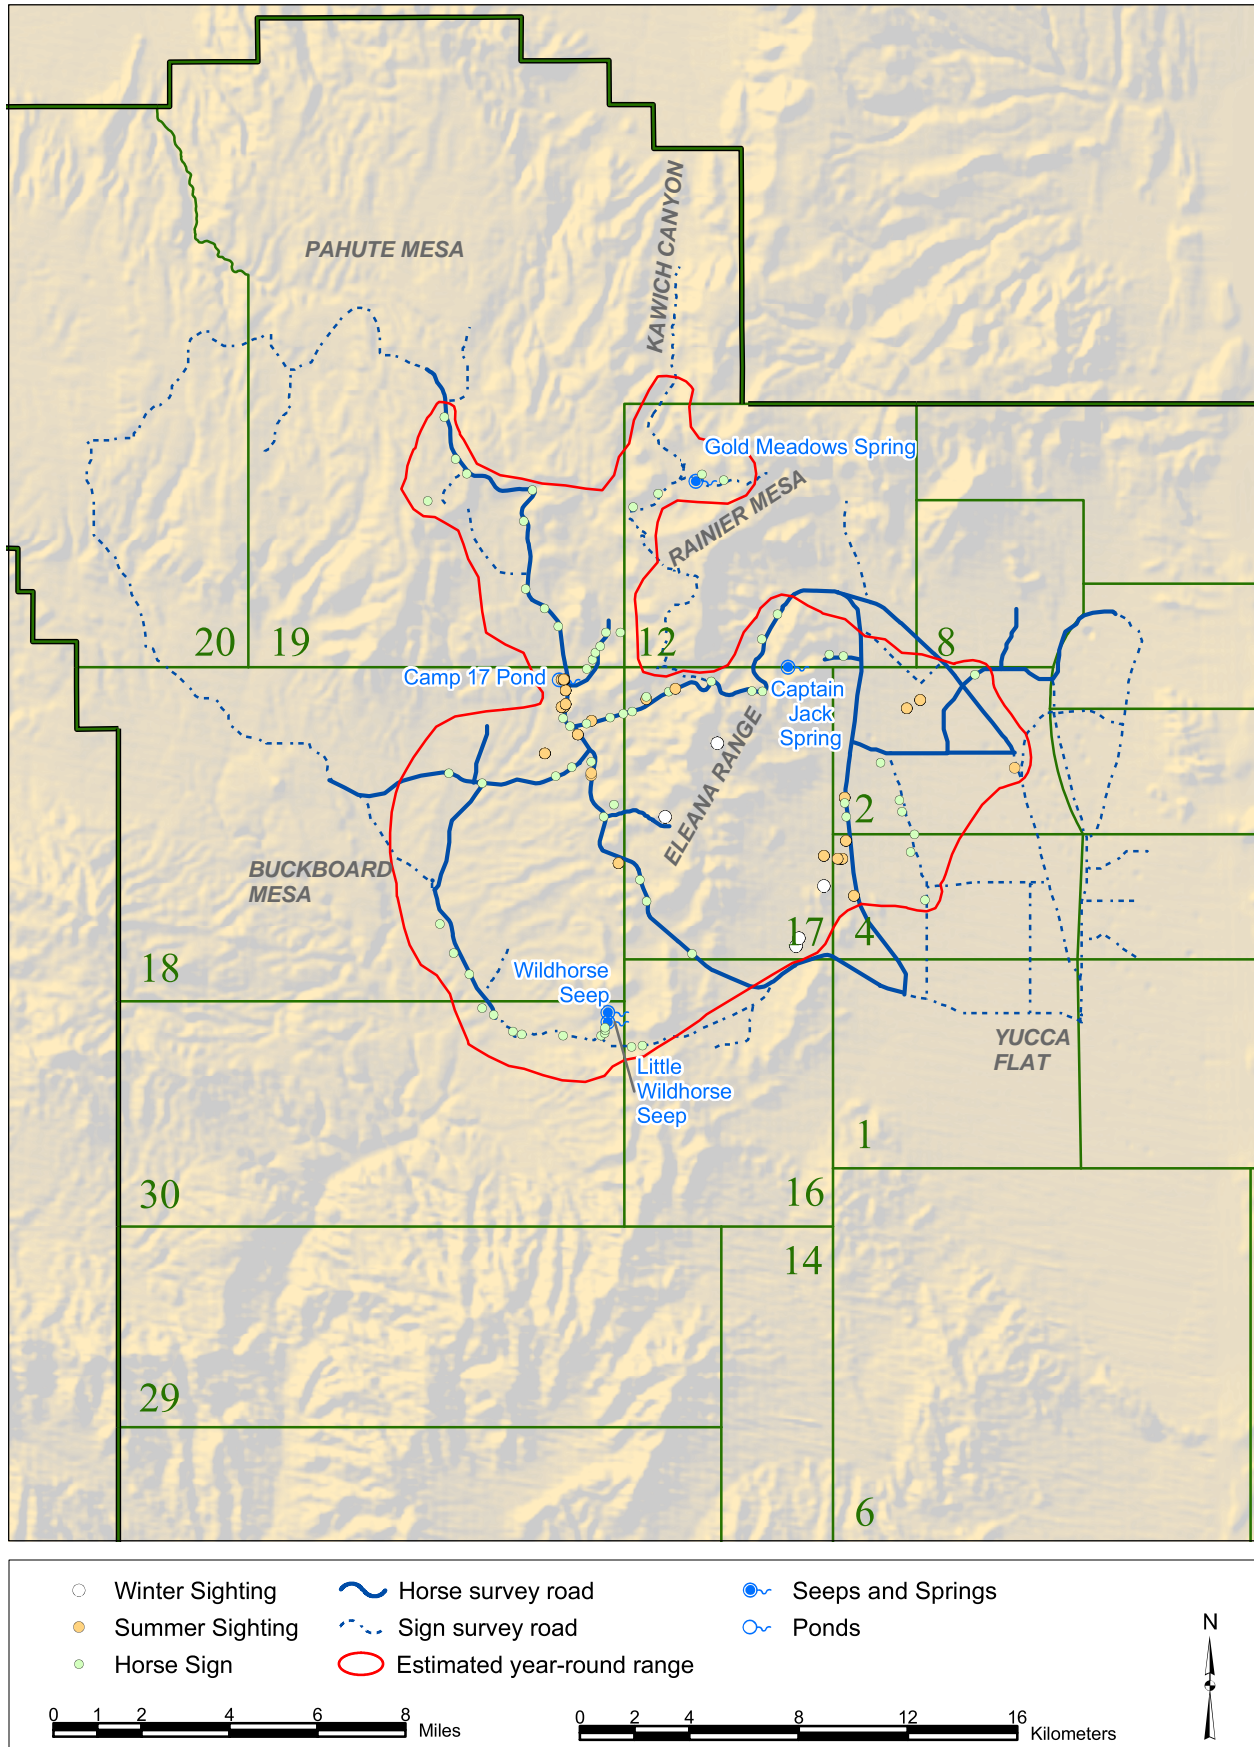 KAWICH CANYON
PAHUTE MESA
Gold Meadows Spring
RAINIER MESA
20
19
12
8
Camp 17 Pond
Captain
Jack
Spring
ELEANA RANGE
2
BUCKBOARD
MESA
17
4
18
Wildhorse
Seep
YUCCA
FLAT
Little
Wildhorse
Seep
1
30
16
14
29
6
Winter Sighting
Horse survey road
Seeps and Springs
Summer Sighting
Sign survey road
Ponds
Horse Sign
Estimated year-round range
N
0 1 2 4 6 8 Miles
0 2 4 8 12 16 Kilometers